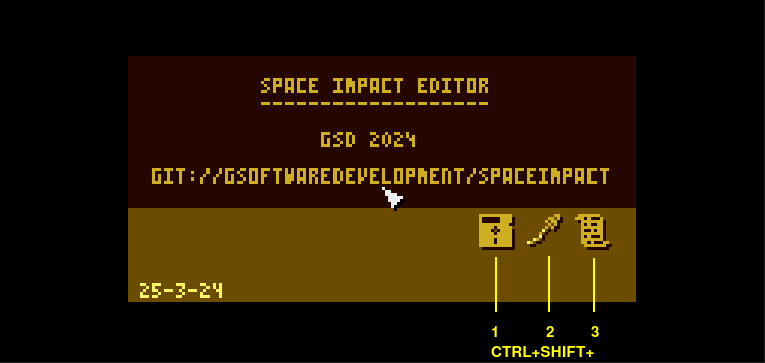 SPACE IMPACT EDITOR
-------------------
GSD 2024
GIT://GSOFTWAREDEVELOPMENT/SPACEIMPACT
25-3-24
1 2 3
CTRL+SHIFT+